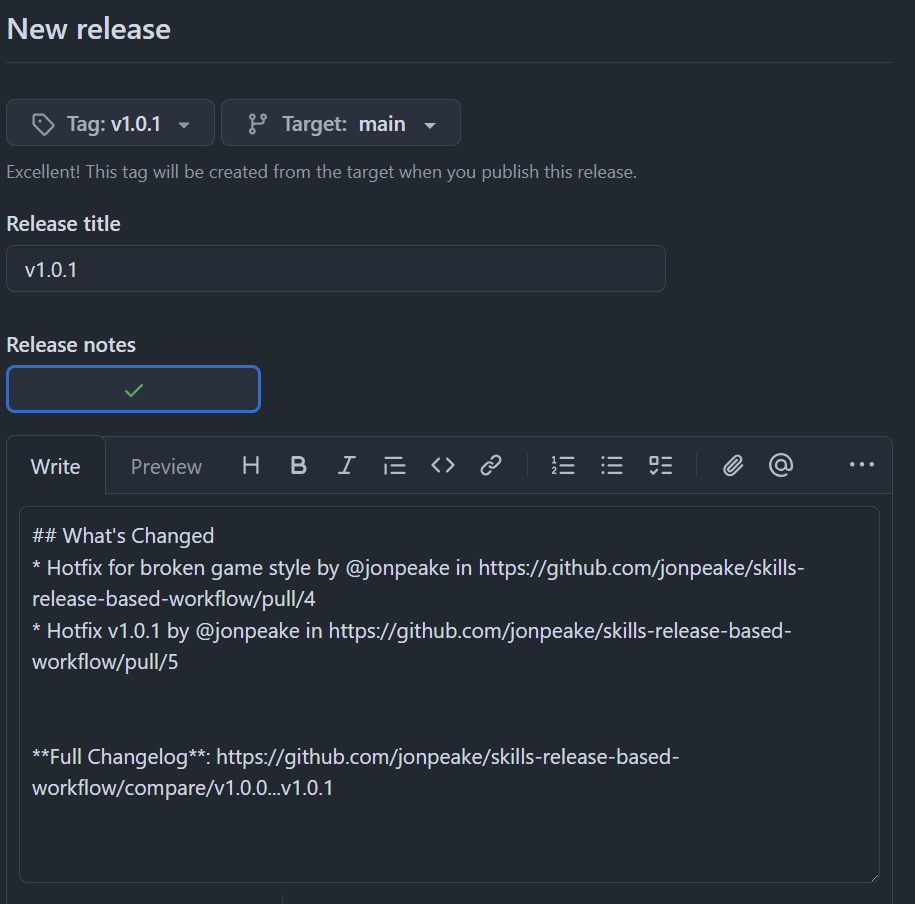 New release
Tag: v1.0.1 Target: main
Excellent! This tag will be created from the target when you publish this release.
Release title
v1.0.1
Release notes
Write Preview
## What's Changed
* Hotfix for broken game style by @jonpeake in https://github.com/jonpeake/skills-
release-based-workflow/pull/4
* Hotfix v1.0.1 by @jonpeake in https://github.com/jonpeake/skills-release-based-
workflow/pull/5
**Full Changelog**: https://github.com/jonpeake/skills-release-based-
workflow/compare/v1.0.0...v1.0.1